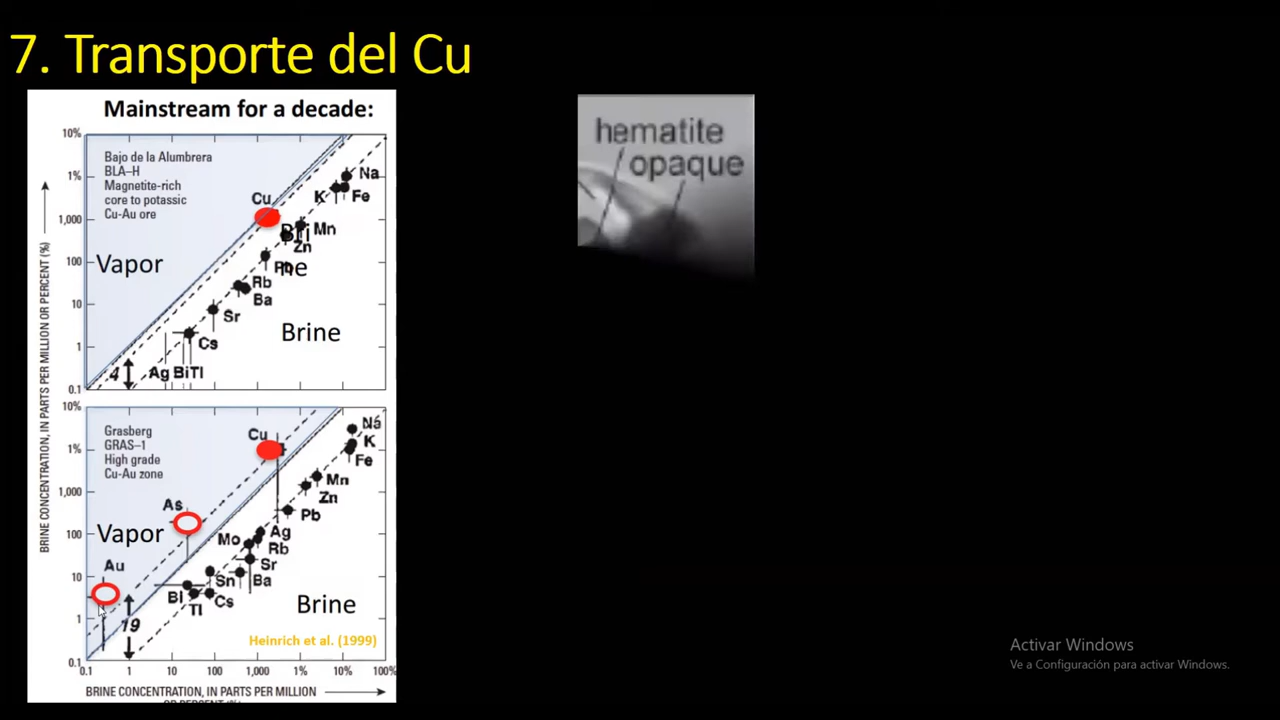 7. Transporte del Cu
Mainstream for a decade:
10%
1%
1,000
100
10
1
0.1
Bajo de la Alumbrera
BLA–H
Magnetite-rich
core to potassic
Cu-Au ore
Vapor
Cu
Na
K
Fe
Bri
ne
Mn
Zn
Pb
Rb
Ba
Sr
Cs
Brine
4
Ag
Bi
Tl
10%
1%
1,000
100
10
1
0.1
Grasberg
GRAS–1
High grade
Cu-Au zone
Cu
Na
K
Fe
Mn
Zn
Pb
As
Vapor
Mo
Ag
Rb
Sr
Ba
Sn
Au
Bi
Tl
Cs
Brine
19
Heinrich et al. (1999)
0.1
1
10
100
1,000
1%
10%
100%
BRINE CONCENTRATION, IN PARTS PER MILLION
OR PERCENT (%)
BRINE CONCENTRATION, IN PARTS PER MILLION OR PERCENT (%)
hematite
opaque
Activar Windows
Ve a Configuración para activar Windows.